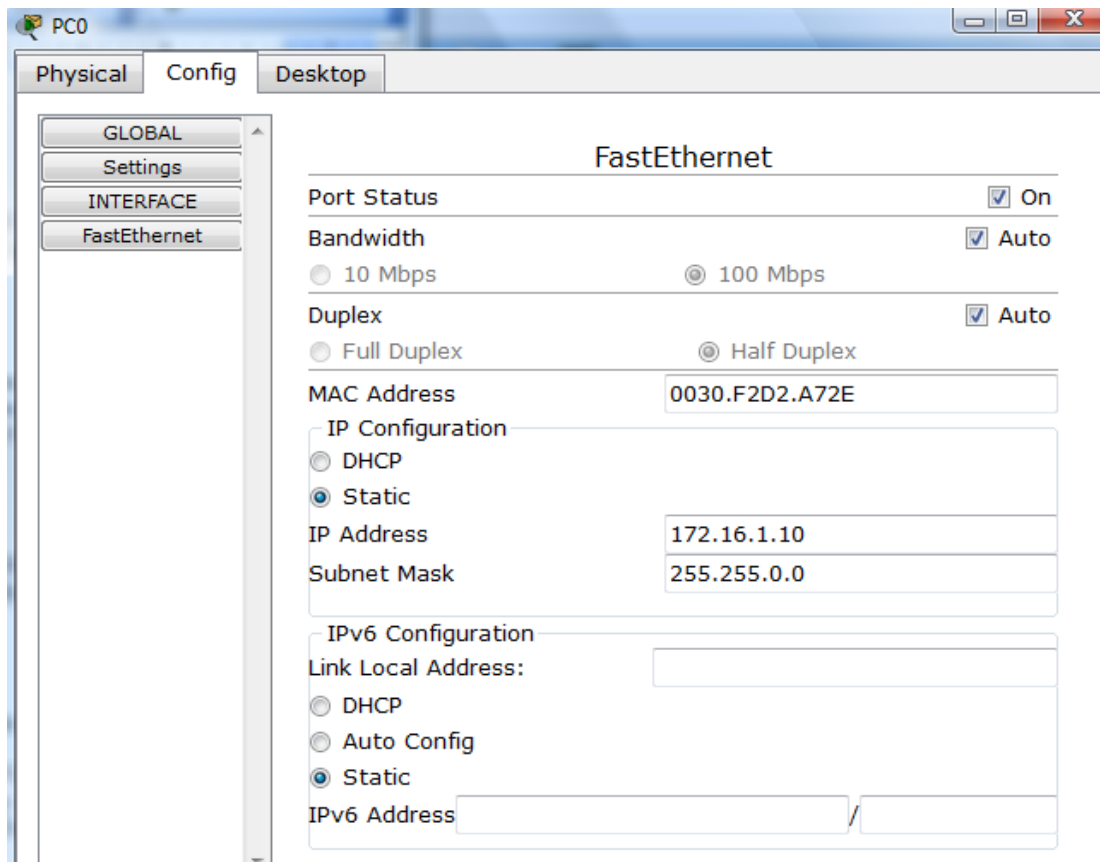 PC0
Physical Config Desktop
GLOBAL
Settings
INTERFACE
FastEthernet
FastEthernet
Port Status On
Bandwidth Auto
10 Mbps 100 Mbps
Duplex Auto
Full Duplex Half Duplex
MAC Address 0030.F2D2.A72E
IP Configuration
DHCP
Static
IP Address 172.16.1.10
Subnet Mask 255.255.0.0
IPv6 Configuration
Link Local Address:
DHCP
Auto Config
Static
IPv6 Address /